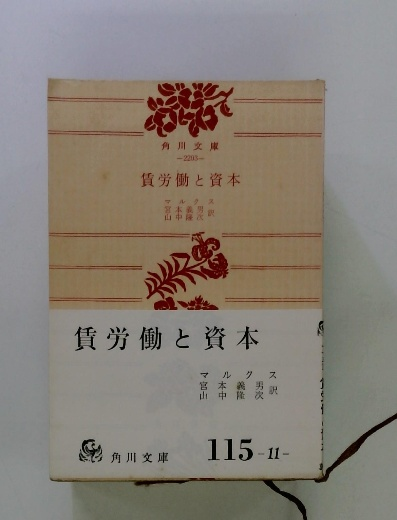 角川文庫
-2203-
賃労働と資本
マルクス
宮本義男
山中隆次 訳
賃労働と資本
マルクス
宮本義男
山中隆次 訳
角川文庫 115-11-